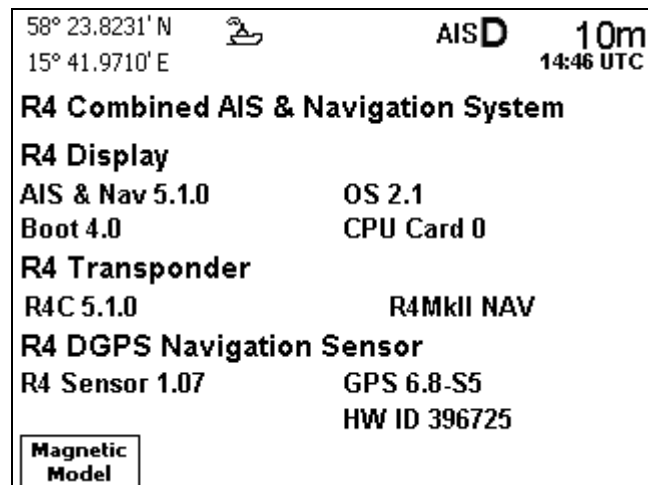 58° 23.8231' N AISD 10m
15° 41.9710' E 14:46 UTC
R4 Combined AIS & Navigation System
R4 Display
AIS & Nav 5.1.0 OS 2.1
Boot 4.0 CPU Card 0
R4 Transponder
R4C 5.1.0 R4MkII NAV
R4 DGPS Navigation Sensor
R4 Sensor 1.07 GPS 6.8-S5
HW ID 396725
Magnetic
Model